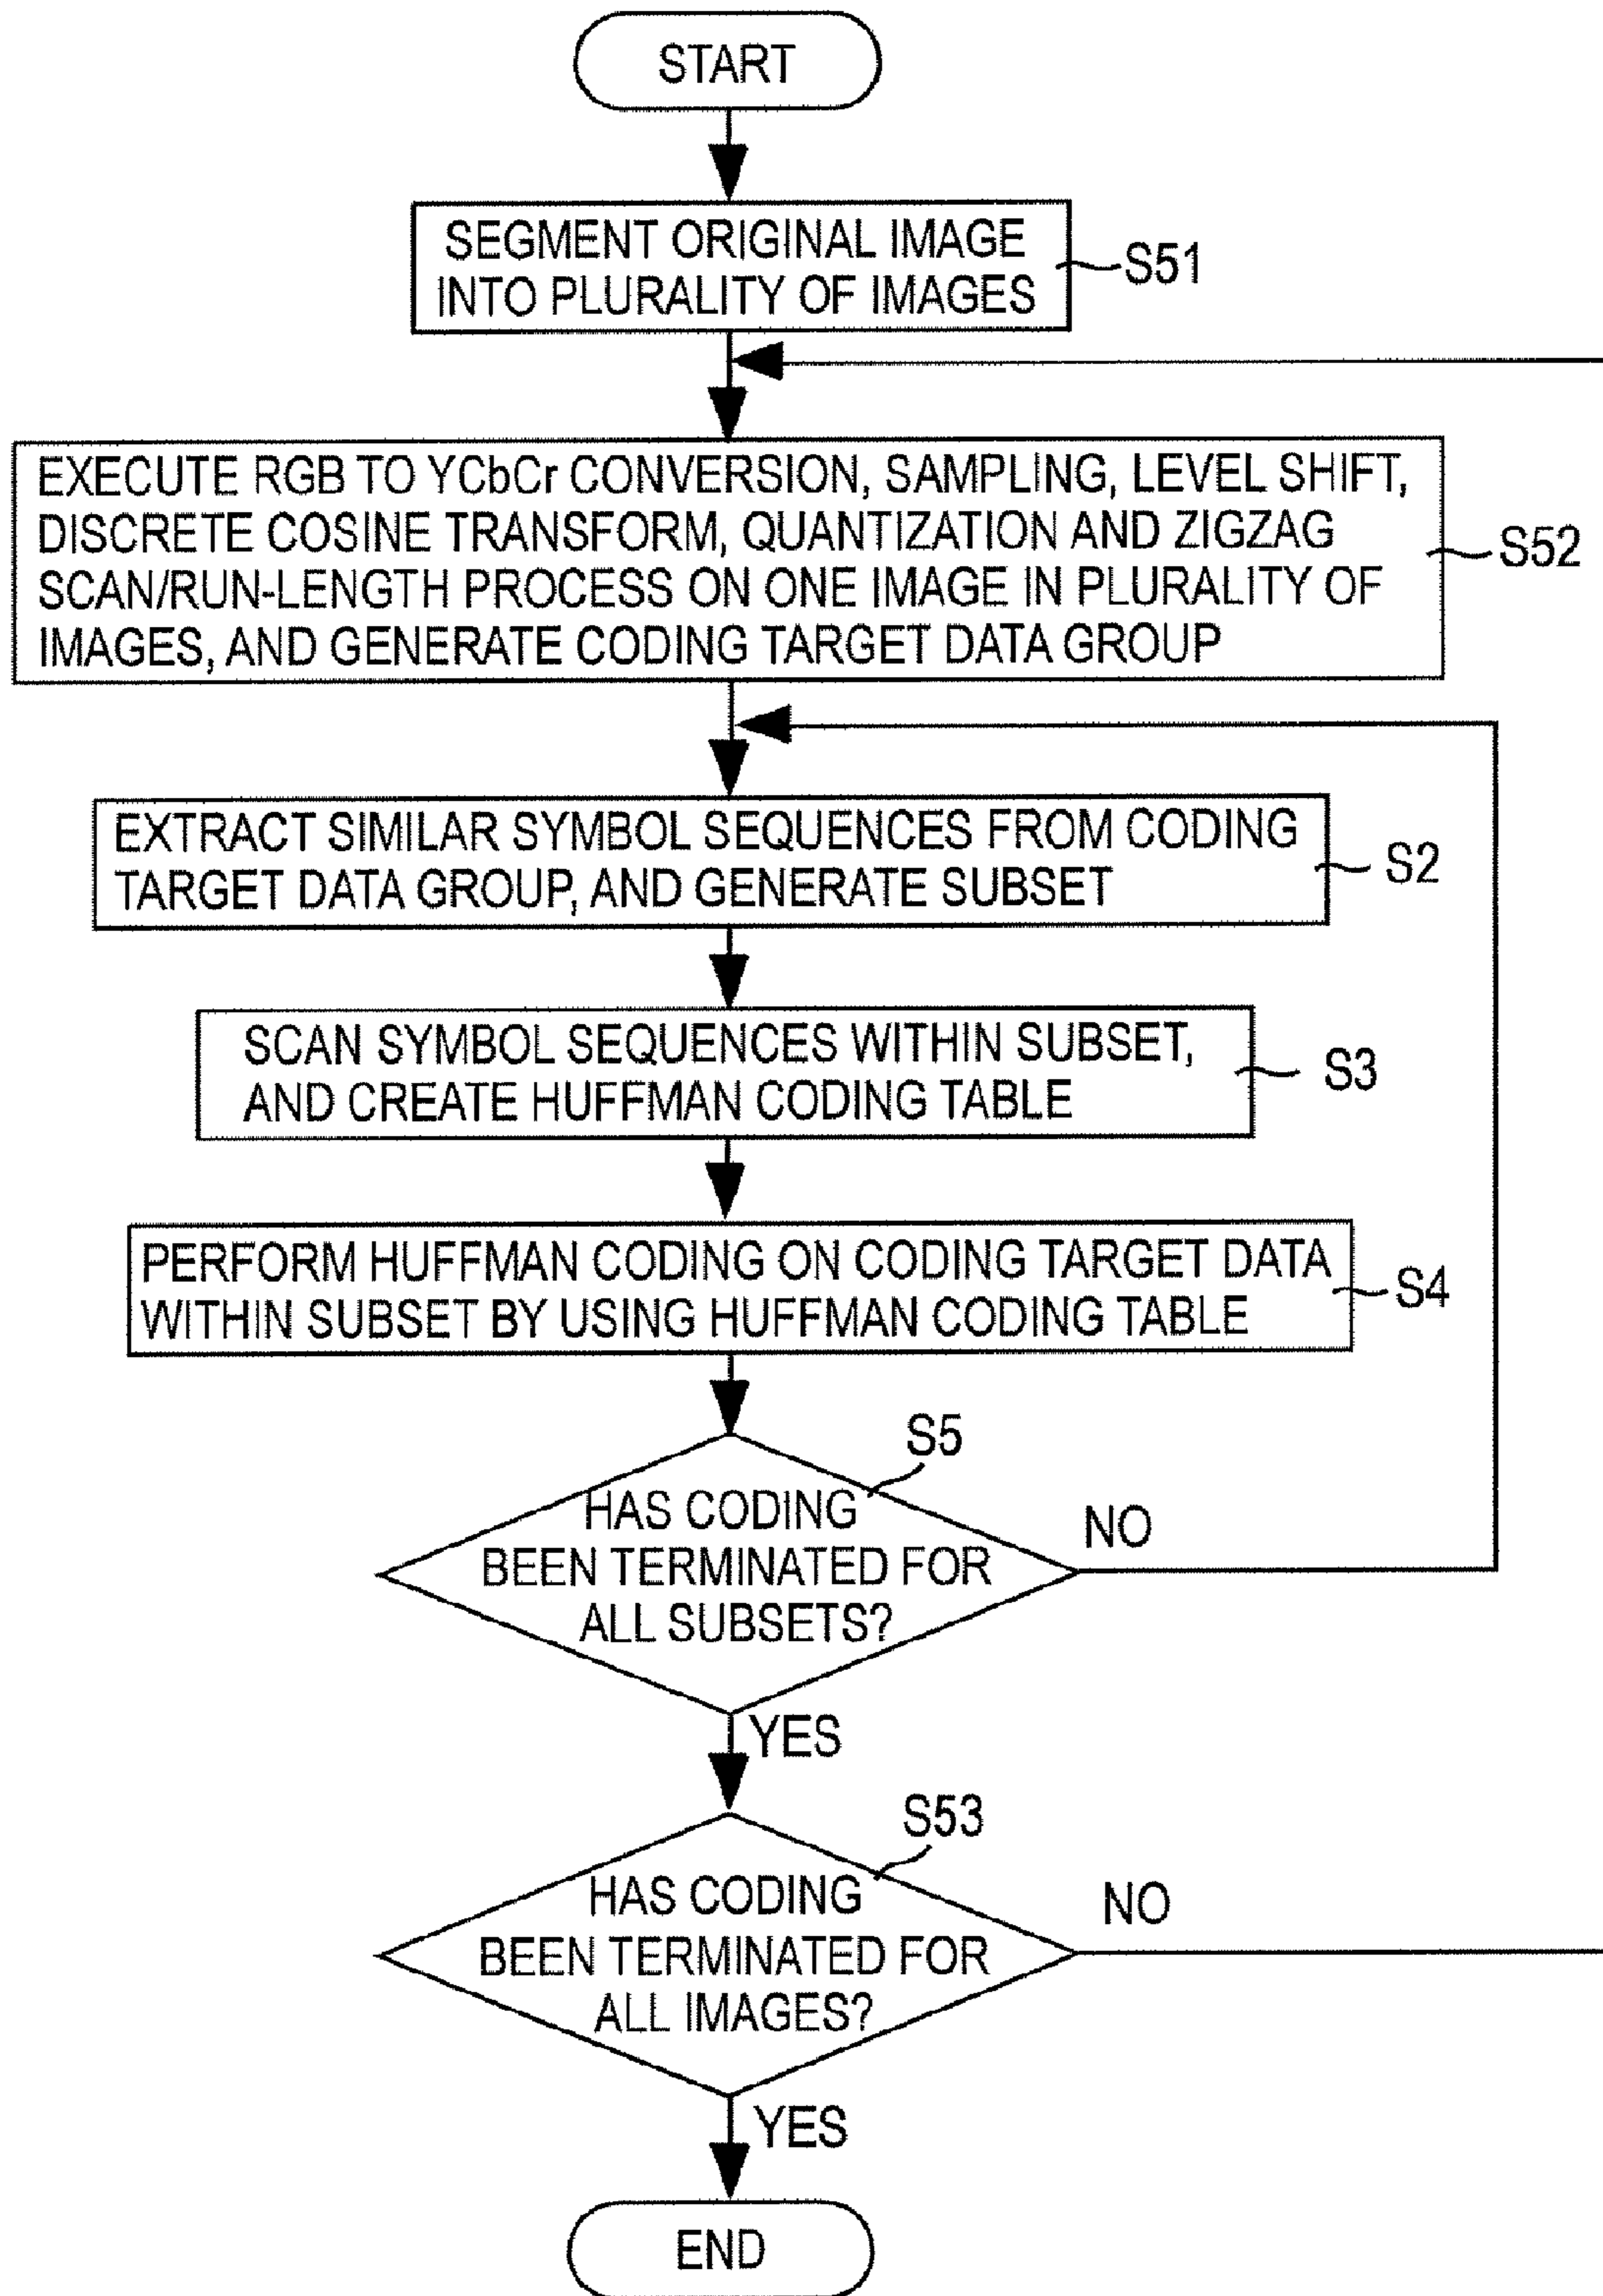 START
SEGMENT ORIGINAL IMAGE
INTO PLURALITY OF IMAGES
S51
EXECUTE RGB TO YCbCr CONVERSION, SAMPLING, LEVEL SHIFT,
DISCRETE COSINE TRANSFORM, QUANTIZATION AND ZIGZAG
SCAN/RUN-LENGTH PROCESS ON ONE IMAGE IN PLURALITY OF
IMAGES, AND GENERATE CODING TARGET DATA GROUP
S52
EXTRACT SIMILAR SYMBOL SEQUENCES FROM CODING
TARGET DATA GROUP, AND GENERATE SUBSET
S2
SCAN SYMBOL SEQUENCES WITHIN SUBSET,
AND CREATE HUFFMAN CODING TABLE
S3
PERFORM HUFFMAN CODING ON CODING TARGET DATA
WITHIN SUBSET BY USING HUFFMAN CODING TABLE
S4
S5
HAS CODING
BEEN TERMINATED FOR
ALL SUBSETS?
NO
YES
S53
HAS CODING
BEEN TERMINATED FOR
ALL IMAGES?
NO
YES
END